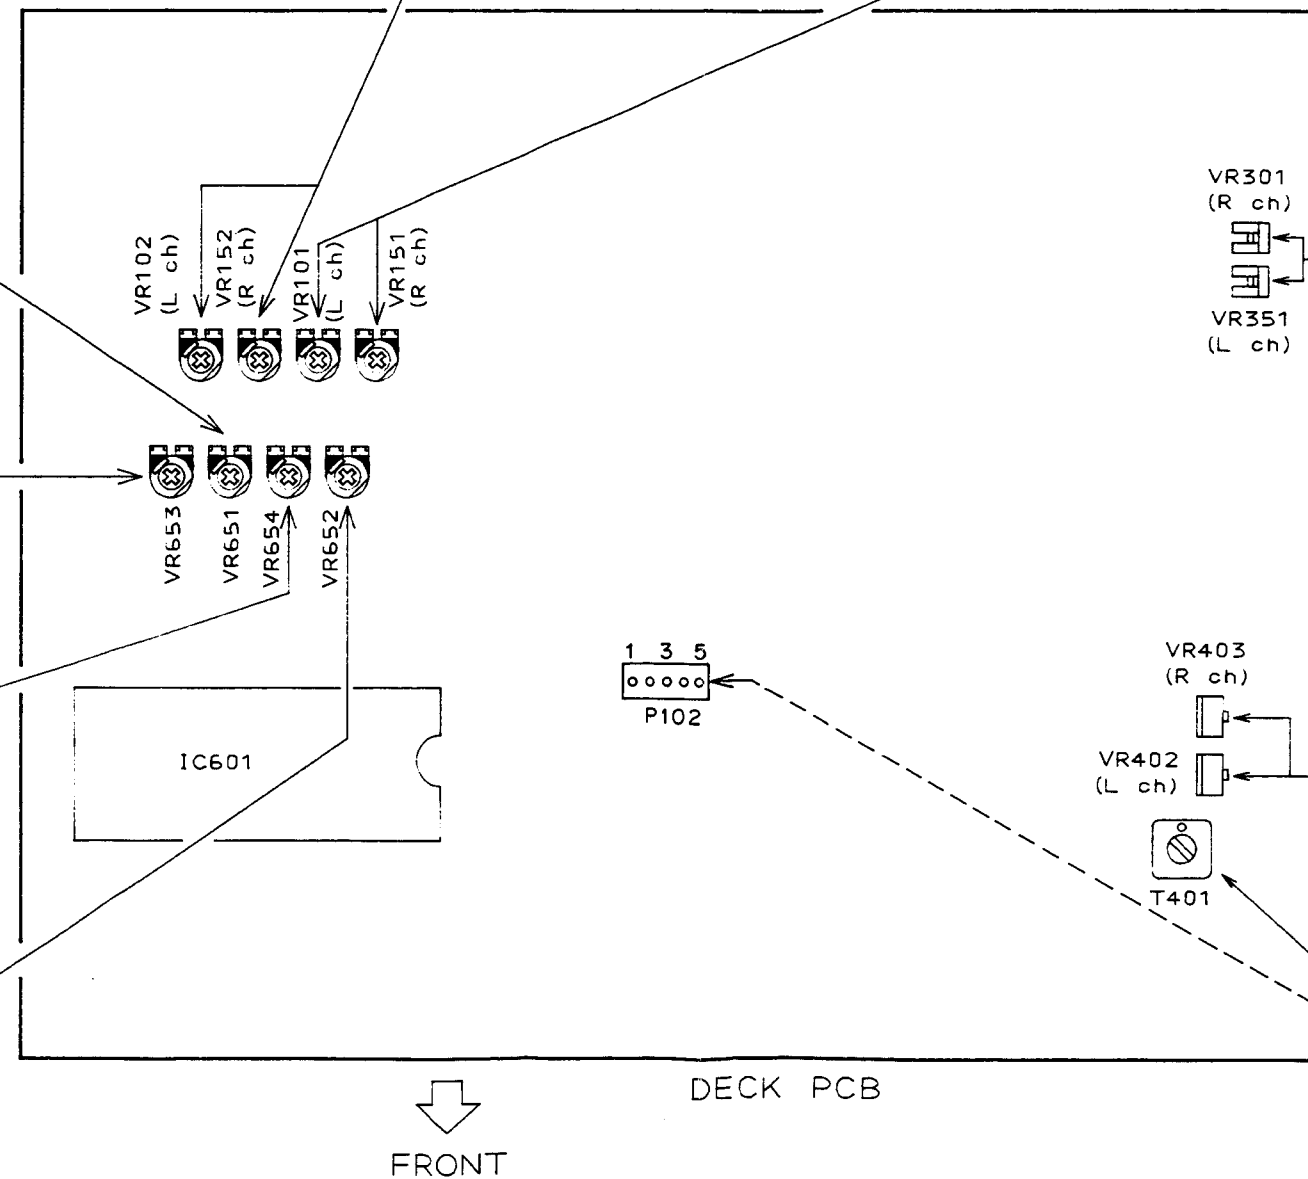 VR301
(R ch)
VR102
(L ch)
VR152
(R ch)
VR101
(L ch)
VR151
(R ch)
VR351
(L ch)
VR653
VR651
VR654
VR652
1 3 5
P102
VR403
(R ch)
IC601
VR402
(L ch)
T401
DECK PCB
FRONT